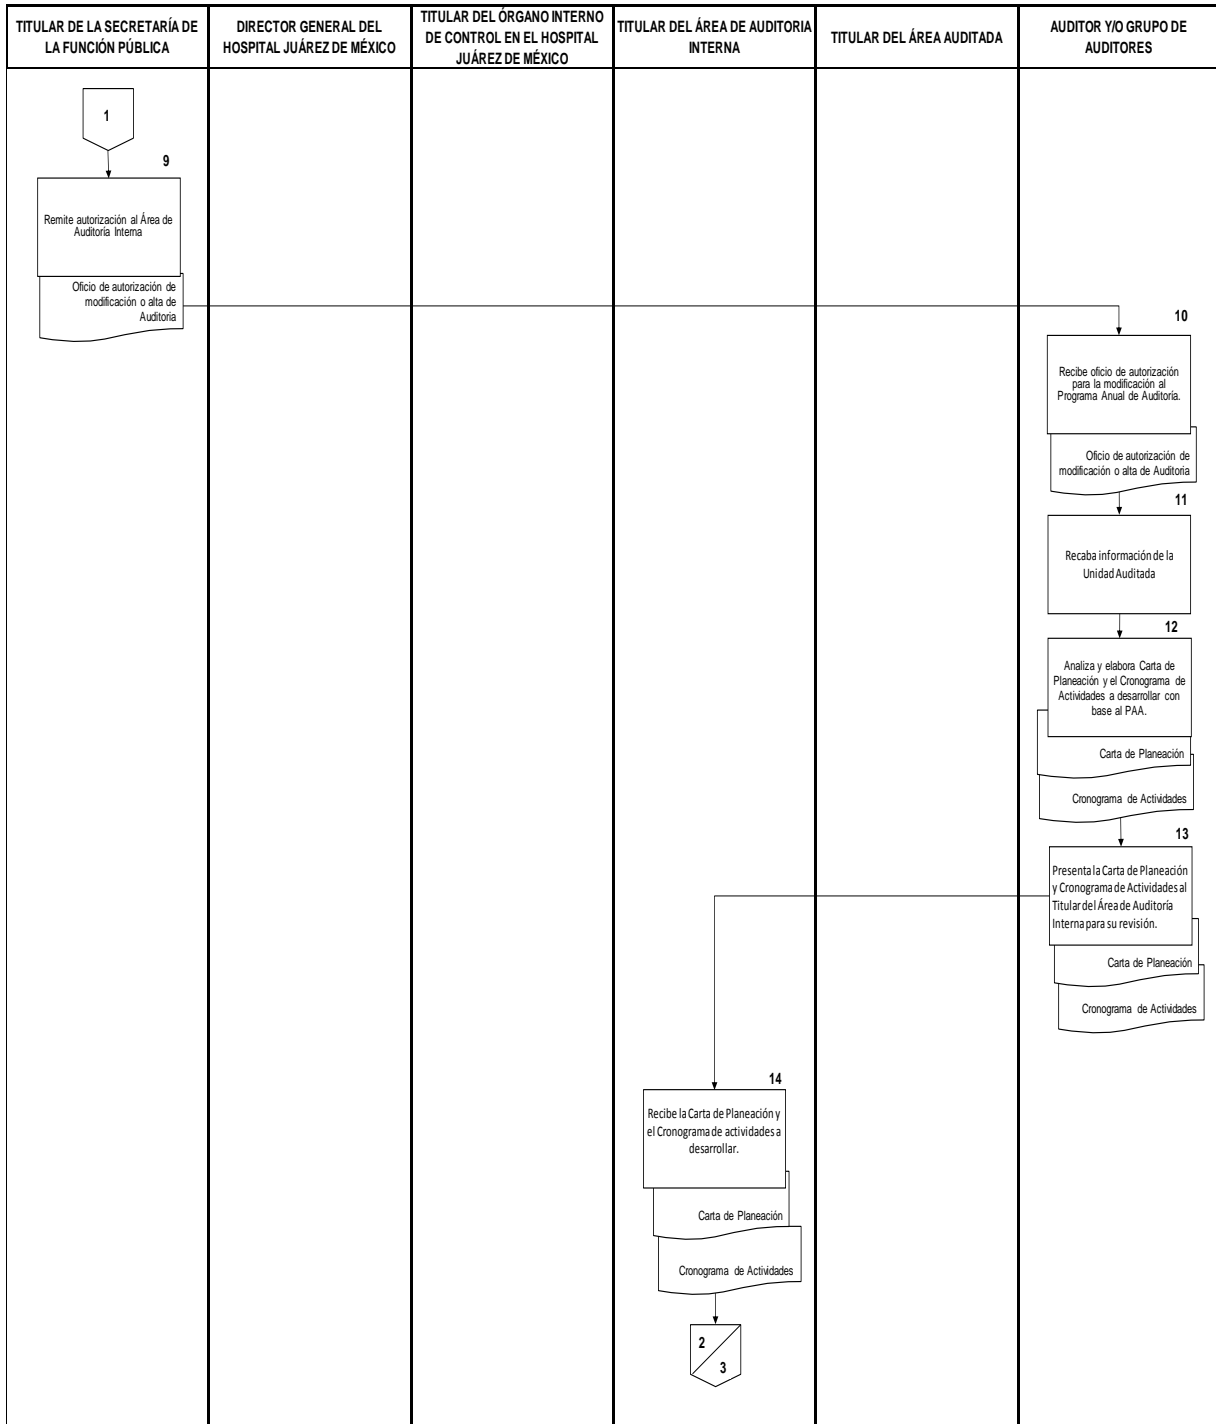 TITULAR DE LA SECRETARÍA DE
LA FUNCIÓN PÚBLICA
DIRECTOR GENERAL DEL
HOSPITAL JUÁREZ DE MÉXICO
TITULAR DEL ÓRGANO INTERNO
DE CONTROL EN EL HOSPITAL
JUÁREZ DE MÉXICO
TITULAR DEL ÁREA DE AUDITORIA
INTERNA
TITULAR DEL ÁREA AUDITADA
AUDITOR Y/O GRUPO DE
AUDITORES
1
9
Remite autorización al Área de
Auditoría Interna
Oficio de autorización de
modificación o alta de
Auditoria
10
Recibe oficio de autorización
para la modificación al
Programa Anual de Auditoría.
Oficio de autorización de
modificación o alta de Auditoria
11
Recaba información de la
Unidad Auditada
12
Analiza y elabora Carta de
Planeación y el Cronograma de
Actividades a desarrollar con
base al PAA.
Carta de Planeación
Cronograma de Actividades
13
Presenta la Carta de Planeación
y Cronograma de Actividades al
Titular del Área de Auditoría
Interna para su revisión.
Carta de Planeación
Cronograma de Actividades
14
Recibe la Carta de Planeación y
el Cronograma de actividades a
desarrollar.
Carta de Planeación
Cronograma de Actividades
2
3